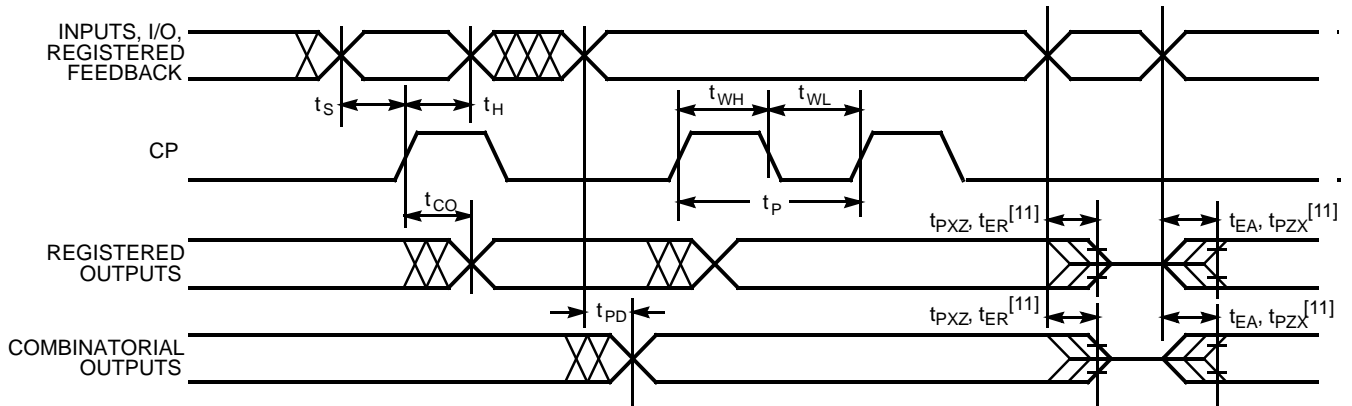 INPUTS, I/O,
REGISTERED
FEEDBACK
tS
tH
tWH
tWL
CP
tCO
tP
tPXZ, tER[11]
tEA, tPZX[11]
REGISTERED
OUTPUTS
tPD
tPXZ, tER[11]
tEA, tPZX[11]
COMBINATORIAL
OUTPUTS